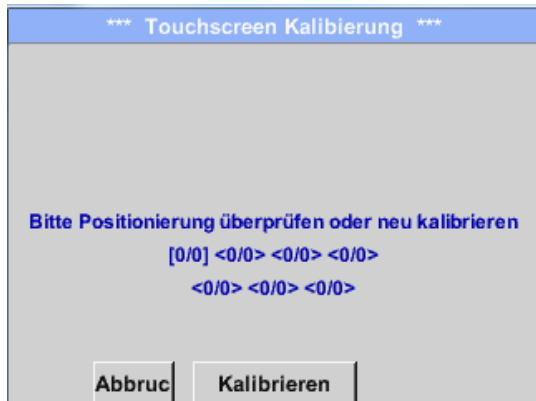 *** Touchscreen Kalibierung ***
Bitte Positionierung überprüfen oder neu kalibrieren
[0/0] <0/0> <0/0> <0/0>
<0/0> <0/0> <0/0>
Abbruc Kalibrieren